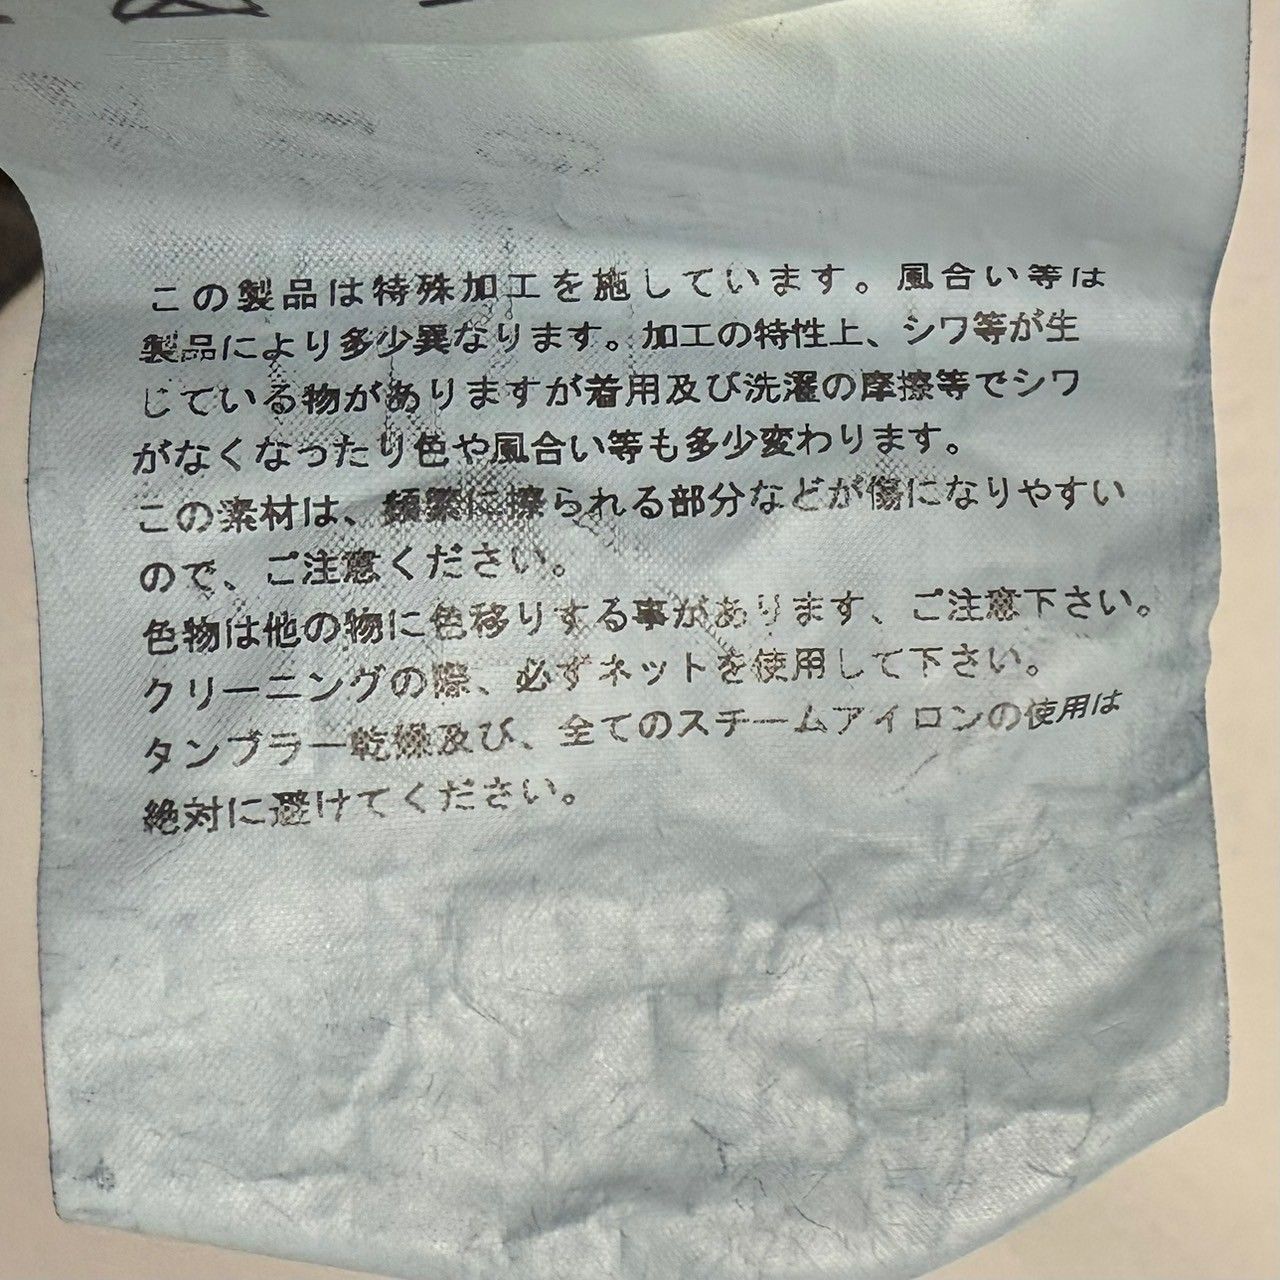 この製品は特殊加工を施しています。風合い等は
製品により多少異なります。加工の特性上、シワ等が生
じている物がありますが着用及び洗濯の摩擦等でシワ
がなくなったり色や風合い等も多少変わります。
この素材は、頻繁に擦られる部分などが傷になりやすい
ので、ご注意ください。
色物は他の物に色移りする事があります、ご注意下さい。
クリーニングの際、必ずネットを使用して下さい。
タンブラー乾燥及び、全てのスチームアイロンの使用は
絶対に避けてください。